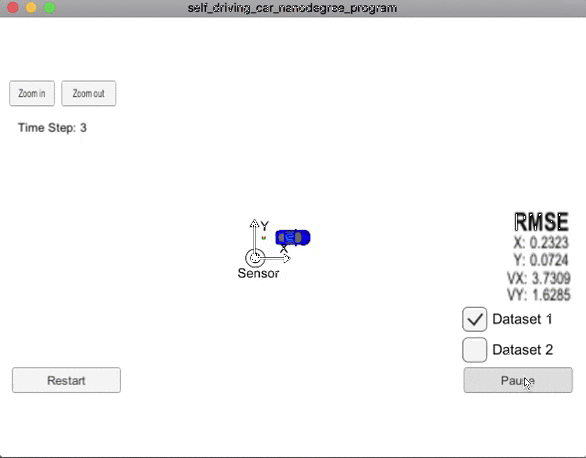 self_driving_car_nanodegree_program
Zoom in Zoom out
Time Step: 3
Y
X
Sensor
RMSE
X: 0.2323
Y: 0.0724
VX: 3.7309
VY: 1.6285
Dataset 1
Dataset 2
Restart
Pause